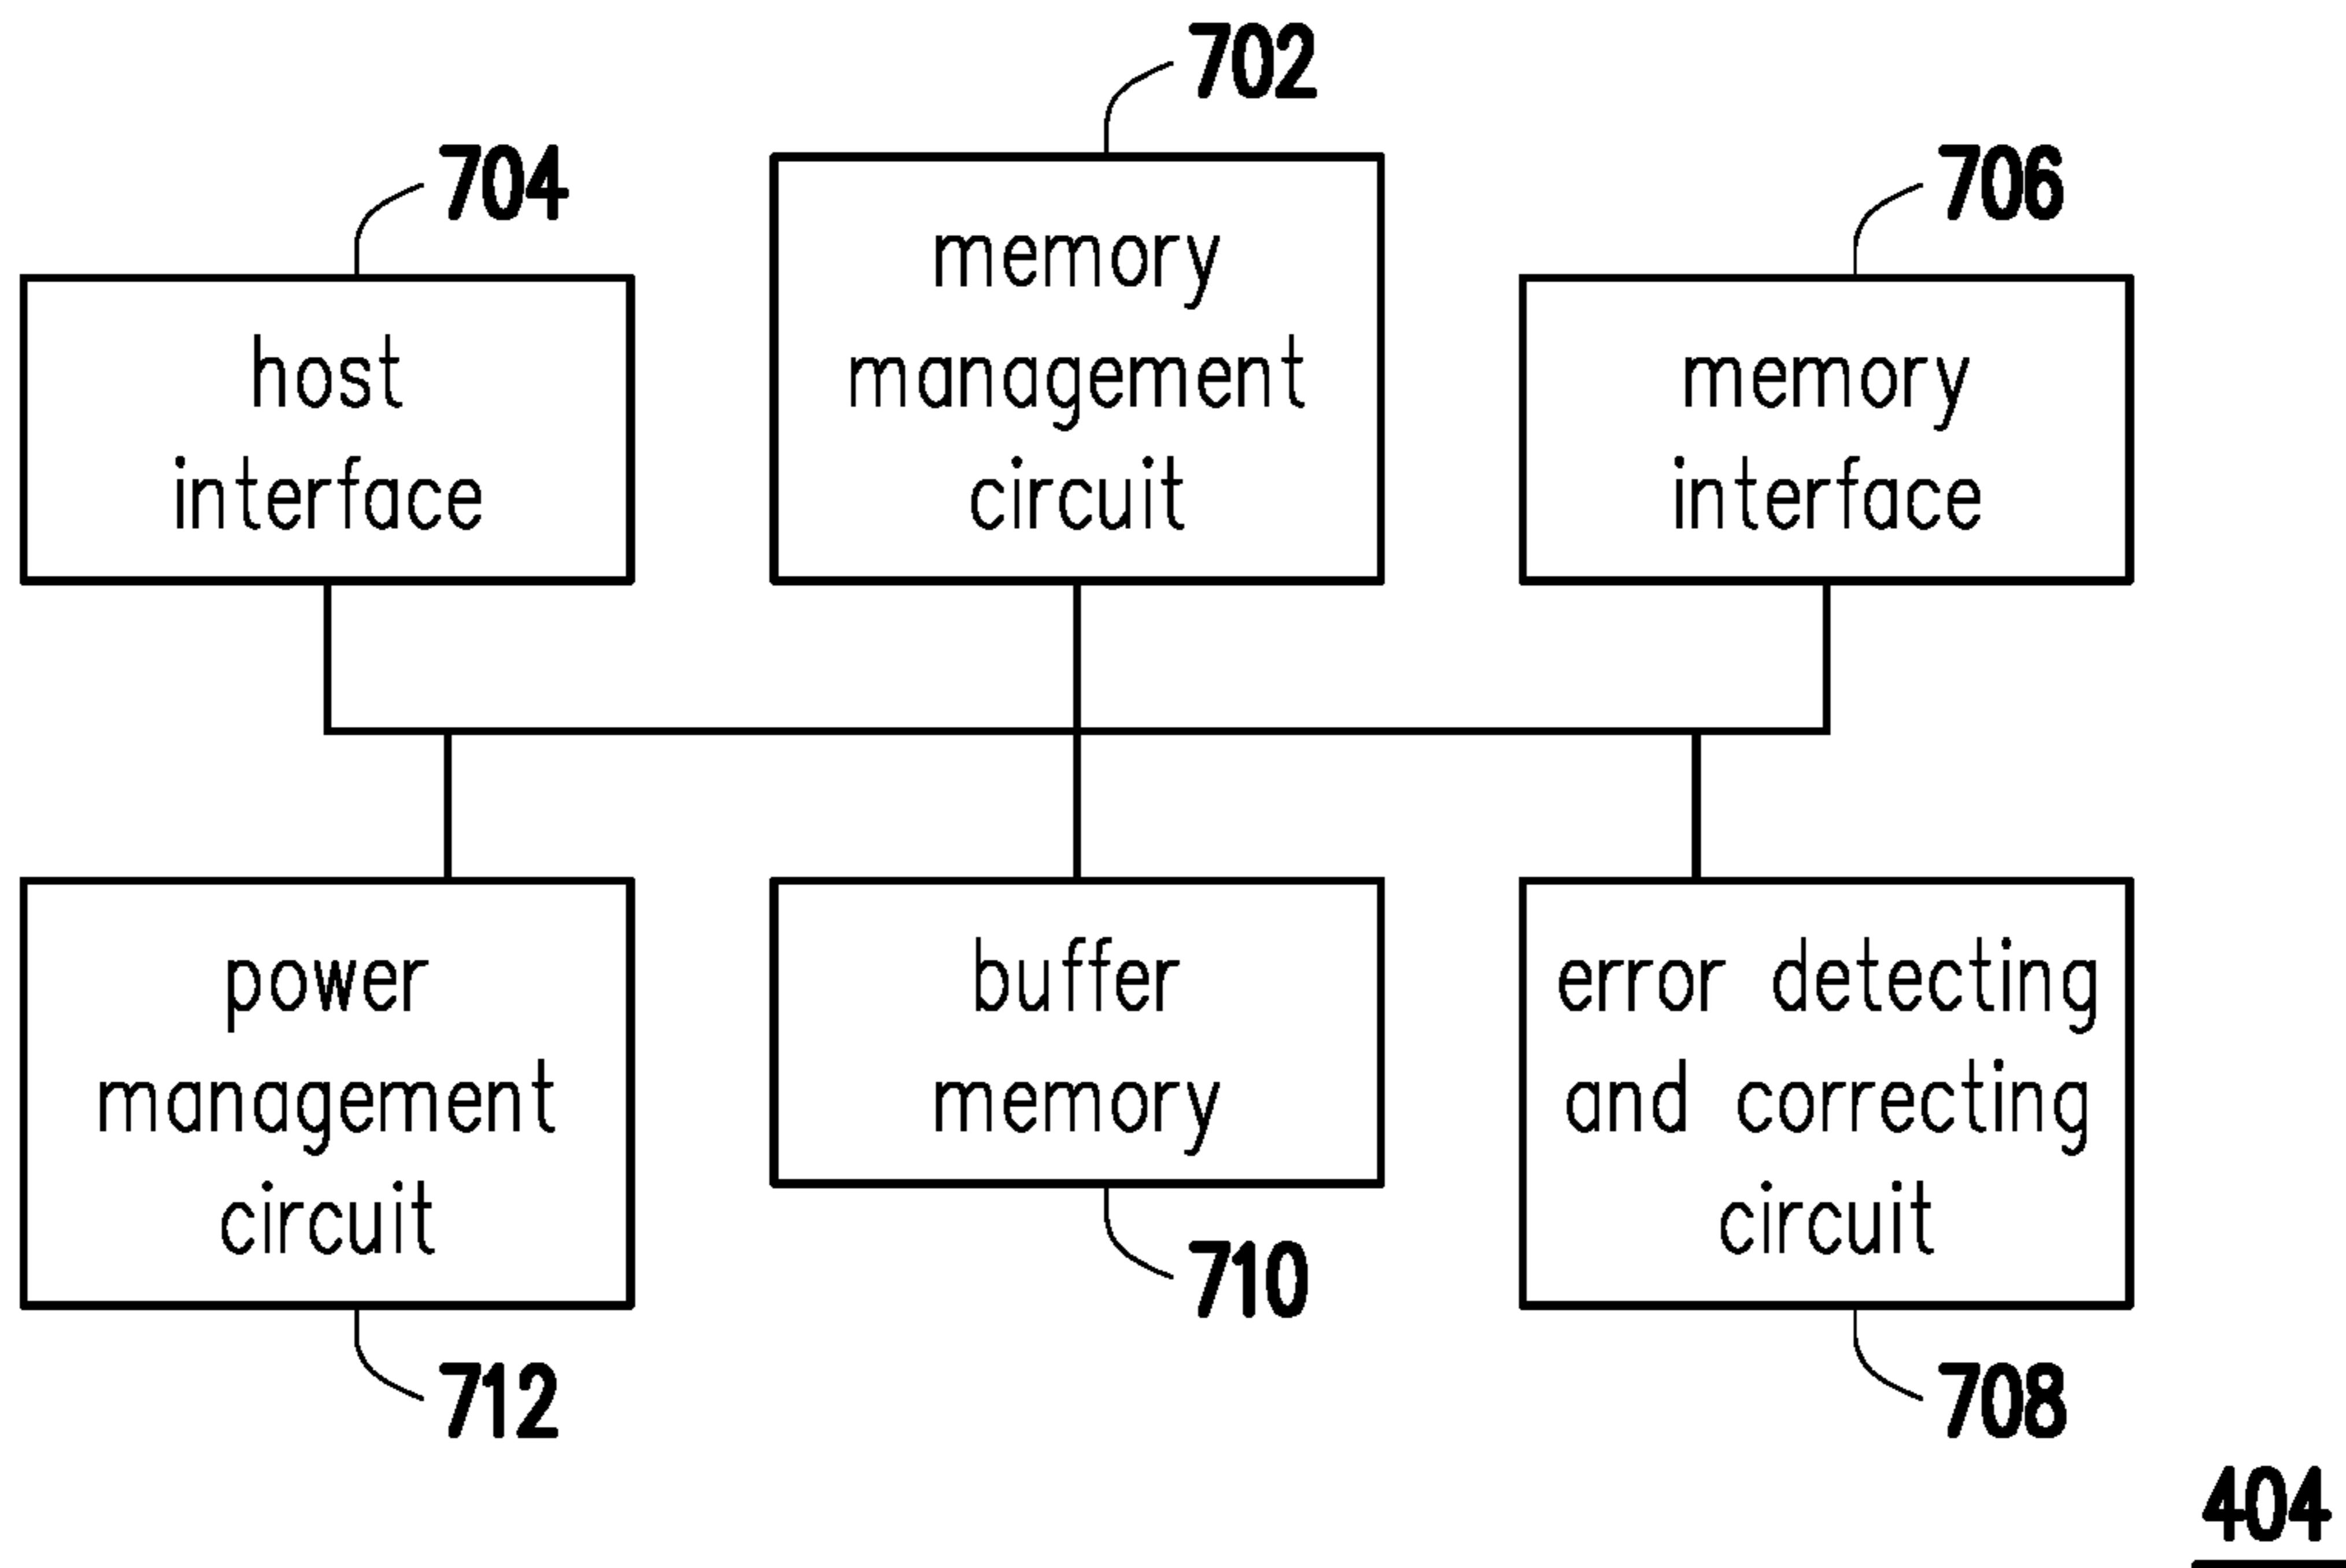 702
704
706
memory
management
circuit
host
interface
memory
interface
power
management
circuit
buffer
memory
error detecting
and correcting
circuit
710
712
708
404